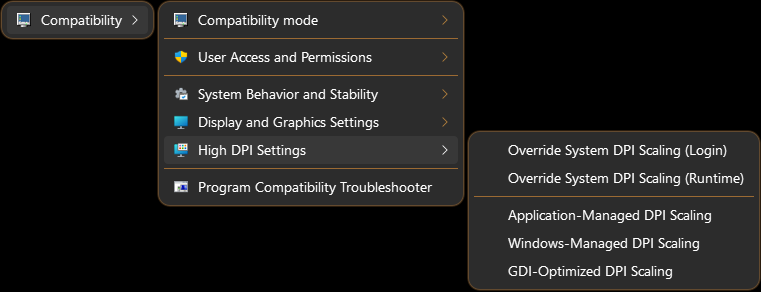 Compatibility
Compatibility mode
User Access and Permissions
System Behavior and Stability
Display and Graphics Settings
High DPI Settings
Program Compatibility Troubleshooter
Override System DPI Scaling (Login)
Override System DPI Scaling (Runtime)
Application-Managed DPI Scaling
Windows-Managed DPI Scaling
GDI-Optimized DPI Scaling